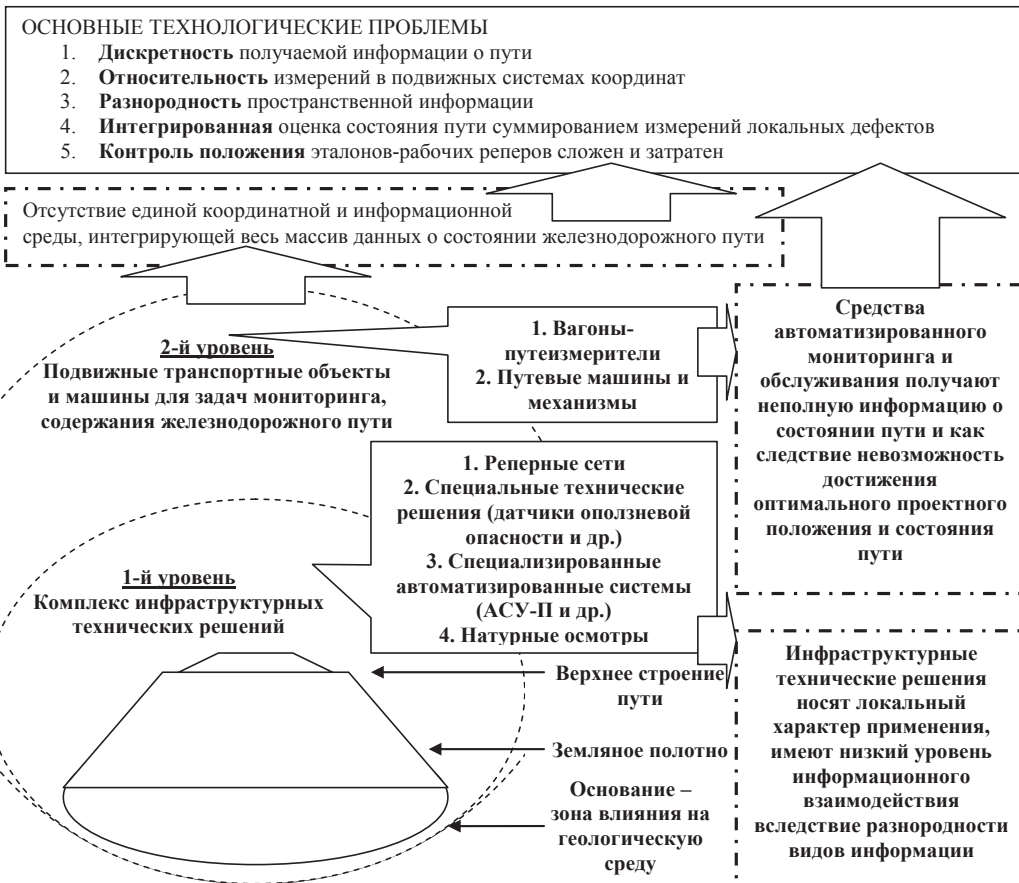 ОСНОВНЫЕ ТЕХНОЛОГИЧЕСКИЕ ПРОБЛЕМЫ
1. Дискретность получаемой информации о пути
2. Относительность измерений в подвижных системах координат
3. Разнородность пространственной информации
4. Интегрированная оценка состояния пути суммированием измерений локальных дефектов
5. Контроль положения эталонов-рабочих реперов сложен и затратен
Отсутствие единой координатной и информационной
среды, интегрирующей весь массив данных о состоянии железнодорожного пути
2-й уровень
Подвижные транспортные объекты
и машины для задач мониторинга,
содержания железнодорожного пути
1. Вагоны-
путеизмерители
2. Путевые машины и
механизмы
Средства
автоматизированного
мониторинга и
обслуживания получают
неполную информацию о
состоянии пути и как
следствие невозможность
достижения
оптимального проектного
положения и состояния
пути
1. Реперные сети
2. Специальные технические
решения (датчики оползневой
опасности и др.)
3. Специализированные
автоматизированные системы
(АСУ-П и др.)
4. Натурные осмотры
1-й уровень
Комплекс инфраструктурных
технических решений
Верхнее строение
пути
Земляное полотно
Основание –
зона влияния на
геологическую
среду
Инфраструктурные
технические решения
носят локальный
характер применения,
имеют низкий уровень
информационного
взаимодействия
вследствие разнородности
видов информации